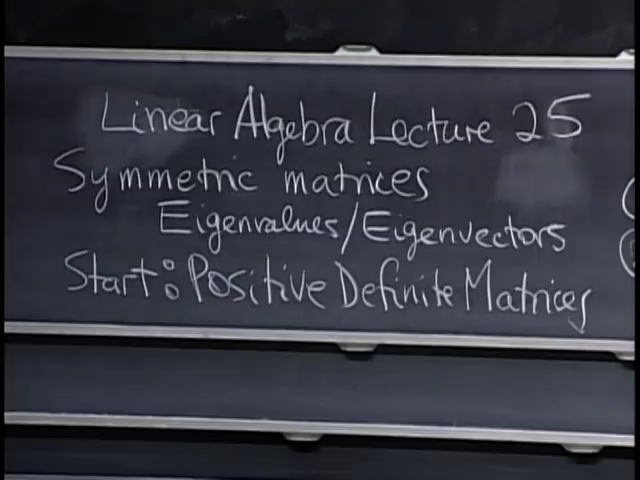 Linear Algebra Lecture 25
Symmetric matrices
Eigenvalues/Eigenvectors
Start: Positive Definite Matrices